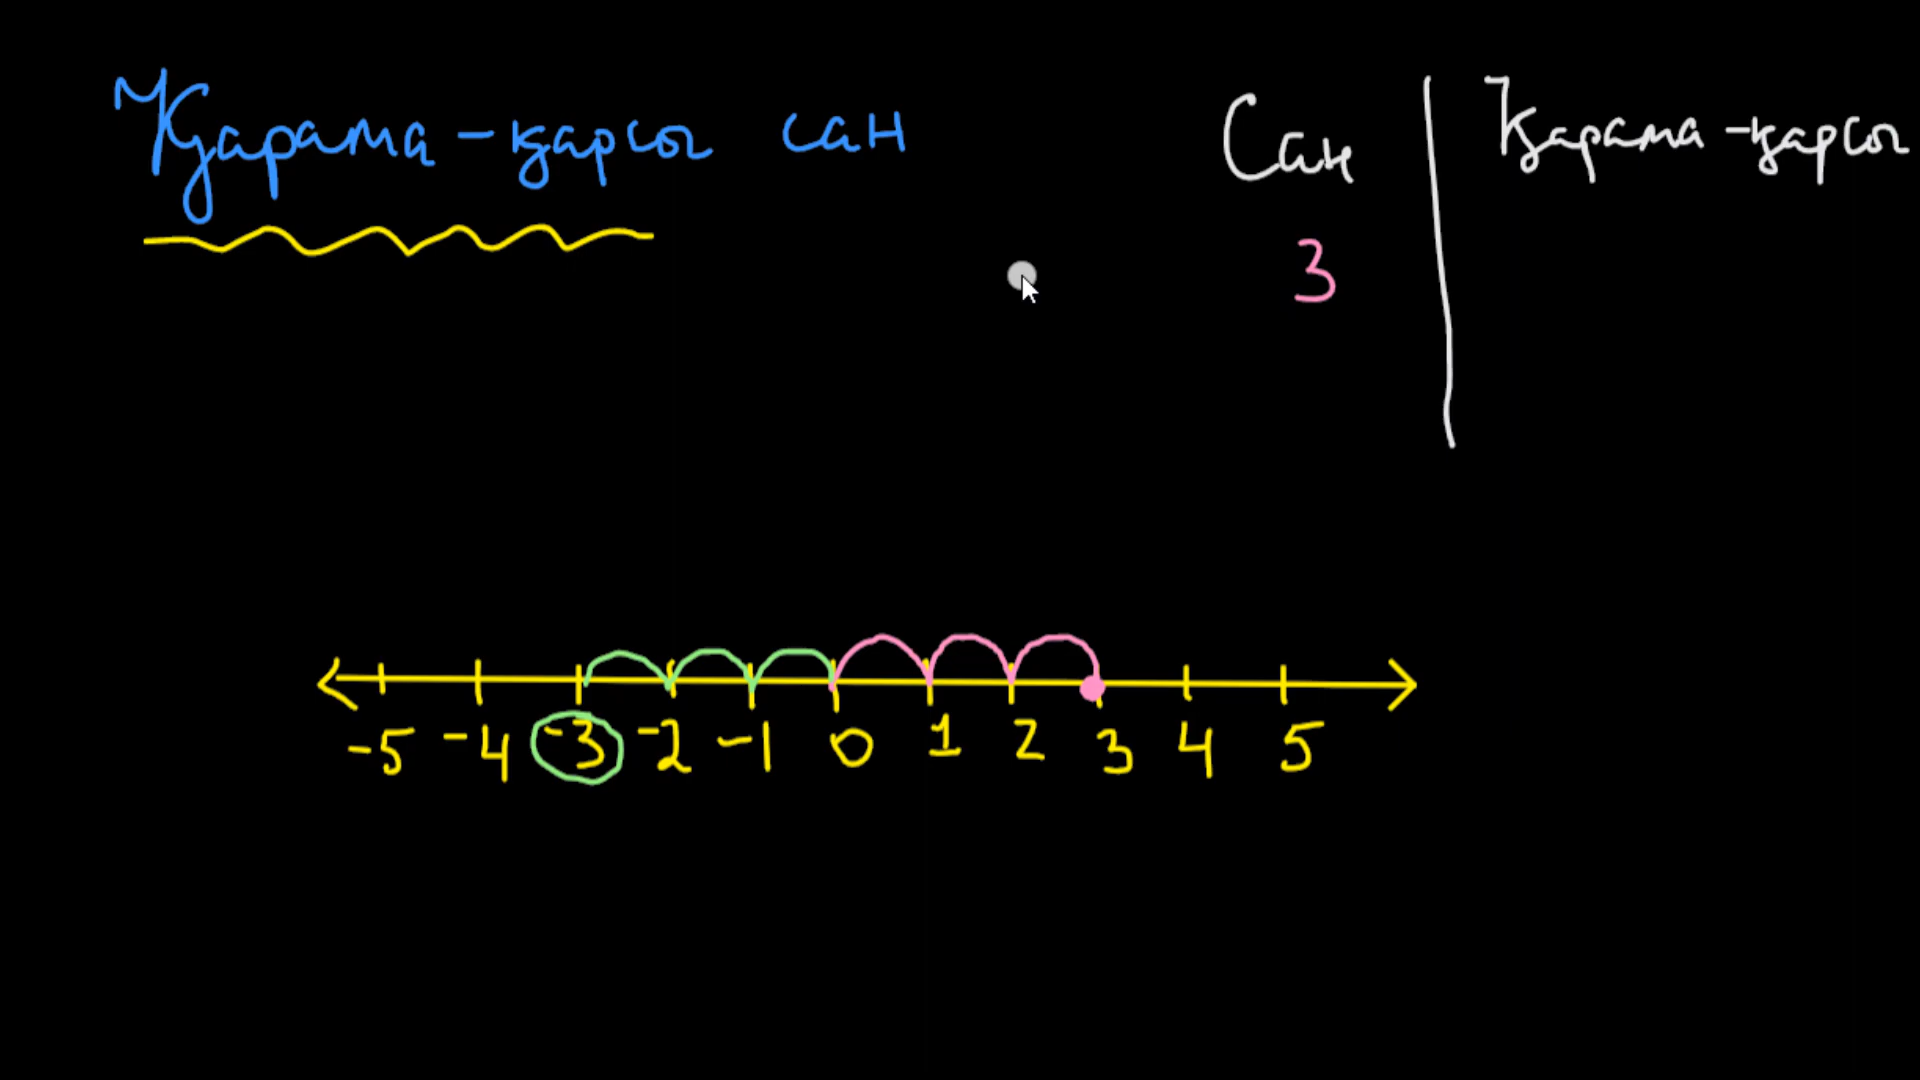 Қарама-қарсы сан
Сан Қарама-қарсы
3
-5 -4 -3 -2 -1 0 1 2 3 4 5